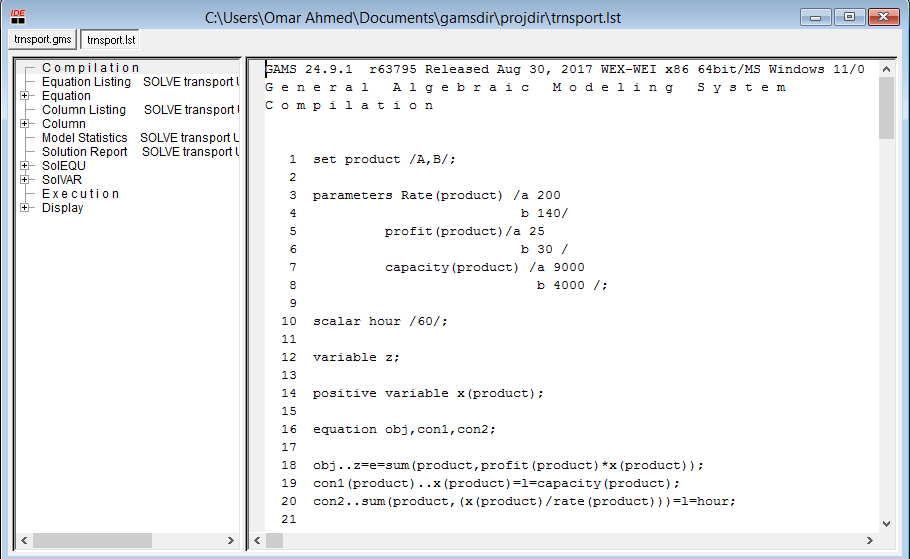 IDE
C:\Users\Omar Ahmed\Documents\gamsdir\projdir\trnsport.lst
trnsport.gms
trnsport.lst
C o m p i l a t i o n
Equation Listing SOLVE transport U
Equation
Column Listing SOLVE transport U
Column
Model Statistics SOLVE transport U
Solution Report SOLVE transport U
SolEQU
SolVAR
E x e c u t i o n
Display
GAMS 24.9.1 r63795 Released Aug 30, 2017 WEX-WEI x86 64bit/MS Windows 11/0
G e n e r a l   A l g e b r a i c   M o d e l i n g   S y s t e m
C o m p i l a t i o n
1 set product /A,B/;
2
3 parameters Rate(product) /a 200
4 b 140/
5 profit(product)/a 25
6 b 30 /
7 capacity(product) /a 9000
8 b 4000 /;
9
10 scalar hour /60/;
11
12 variable z;
13
14 positive variable x(product);
15
16 equation obj,con1,con2;
17
18 obj..z=e=sum(product,profit(product)*x(product));
19 con1(product)..x(product)=l=capacity(product);
20 con2..sum(product,(x(product)/rate(product)))=l=hour;
21